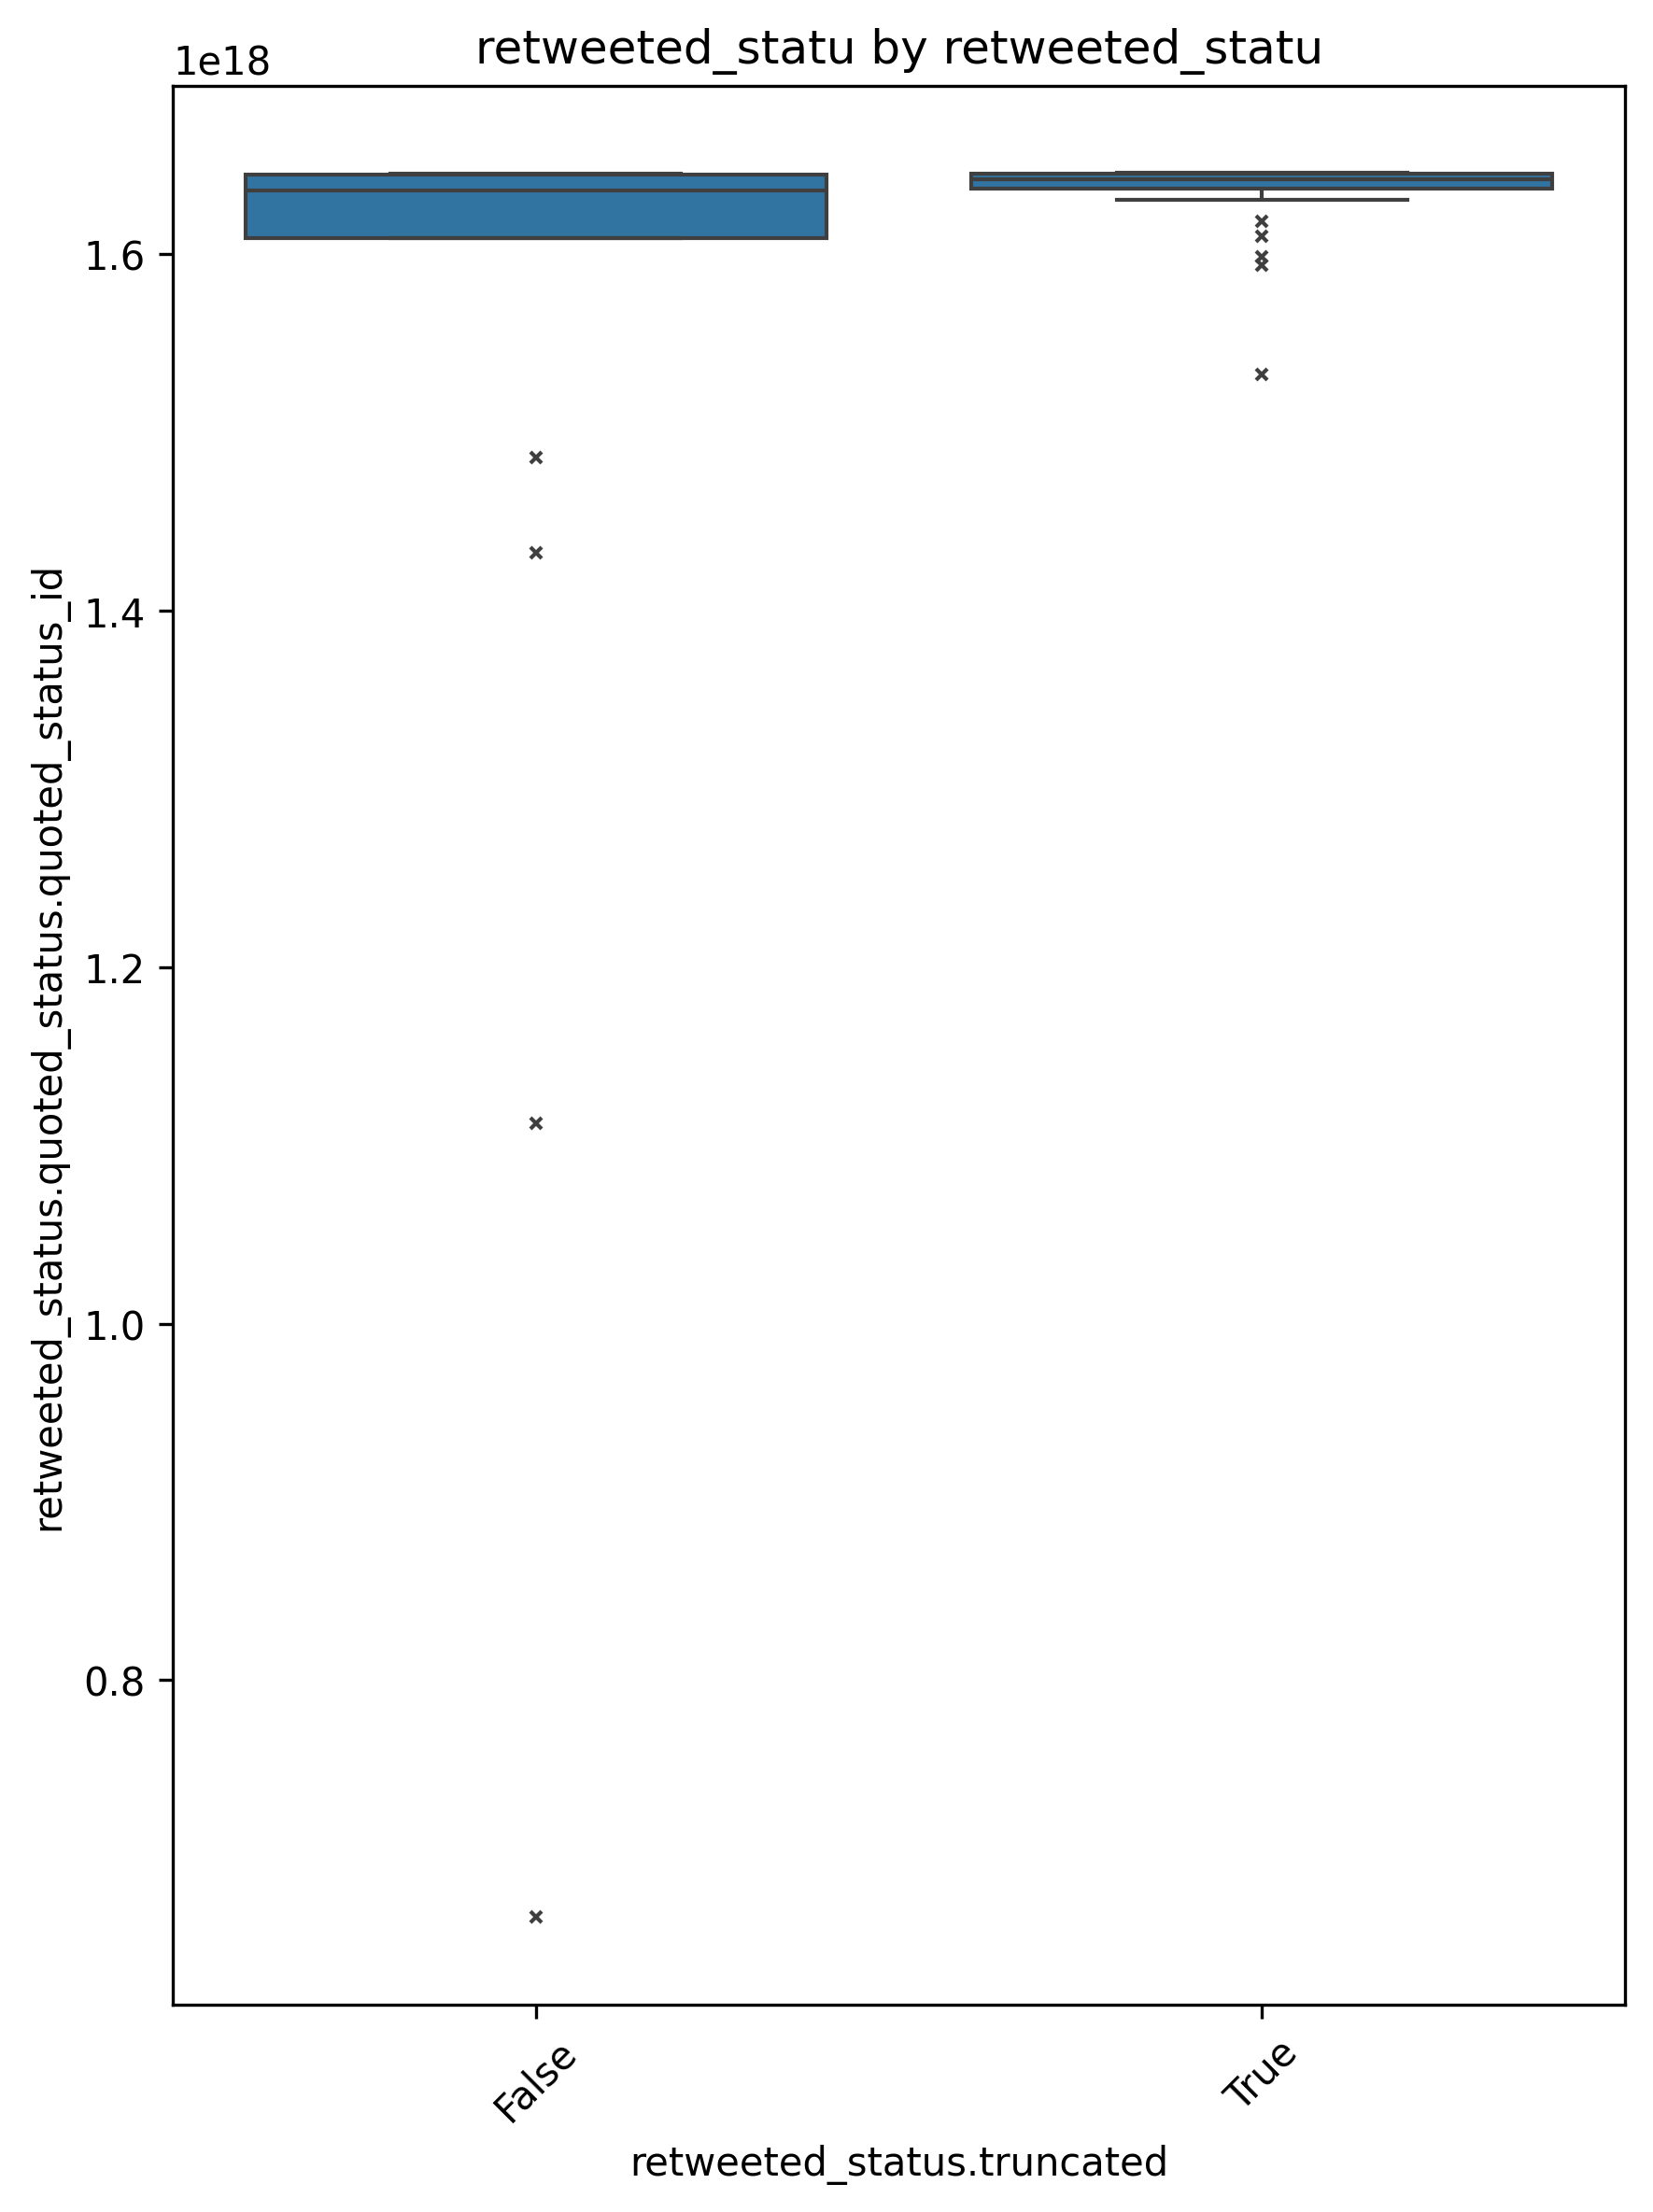 retweeted_statu by retweeted_statu
1e18
1.6
1.4
1.2
1.0
0.8
retweeted_status.quoted_status.quoted_status_id
False
True
retweeted_status.truncated